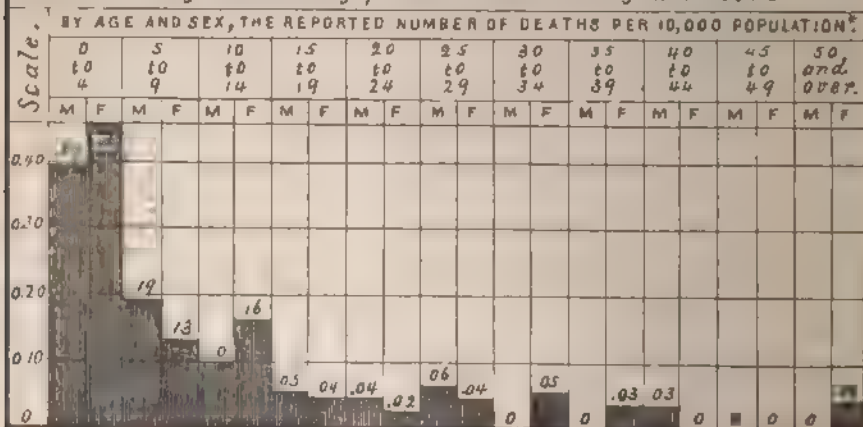 BY AGE AND SEX, THE REPORTED NUMBER OF DEATHS PER 10,000 POPULATION*
Scale.
0 to 4 5 to 9 10 to 14 15 to 19 20 to 24 25 to 29 30 to 34 35 to 39 40 to 44 45 to 49 50 and over.
M F M F M F M F M F M F M F M F M F M F M F
0.40
0.30
0.20
.19
.16
.13
0.10
0
.05 .04 .04 .02 .06 .04 .05 .03 .03
0 0 0 0 0 0